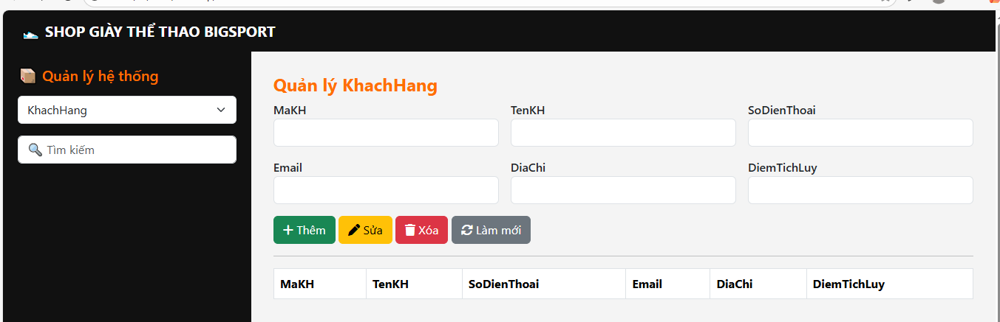 SHOP GIÀY THỂ THAO BIGSPORT
Quản lý hệ thống
KhachHang
Tìm kiếm
Quản lý KhachHang
MaKH TenKH SoDienThoai
Email DiaChi DiemTichLuy
Thêm Sửa Xóa Làm mới
MaKH TenKH SoDienThoai Email DiaChi DiemTichLuy